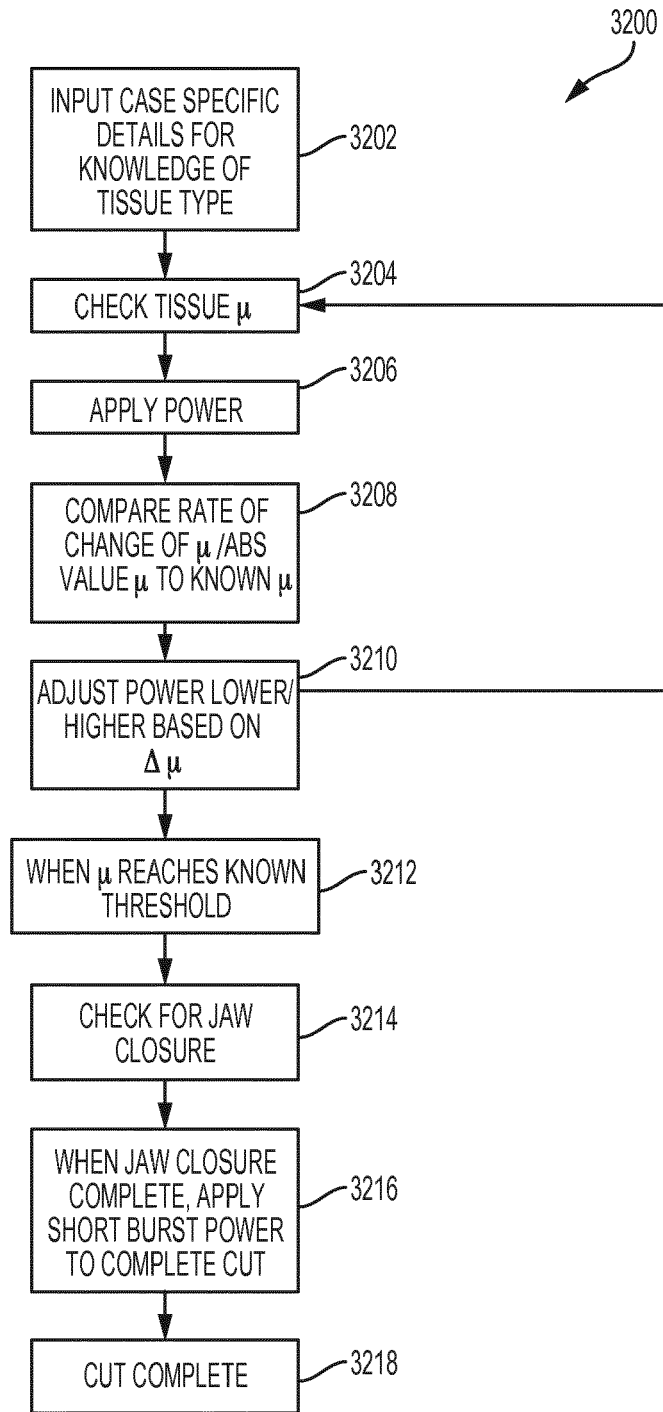 3200
INPUT CASE SPECIFIC
DETAILS FOR
KNOWLEDGE OF
TISSUE TYPE
3202
3204
CHECK TISSUE μ
3206
APPLY POWER
3208
COMPARE RATE OF
CHANGE OF μ /ABS
VALUE μ TO KNOWN μ
3210
ADJUST POWER LOWER/
HIGHER BASED ON
Δ μ
WHEN μ REACHES KNOWN
THRESHOLD
3212
CHECK FOR JAW
CLOSURE
3214
WHEN JAW CLOSURE
COMPLETE, APPLY
SHORT BURST POWER
TO COMPLETE CUT
3216
CUT COMPLETE
3218